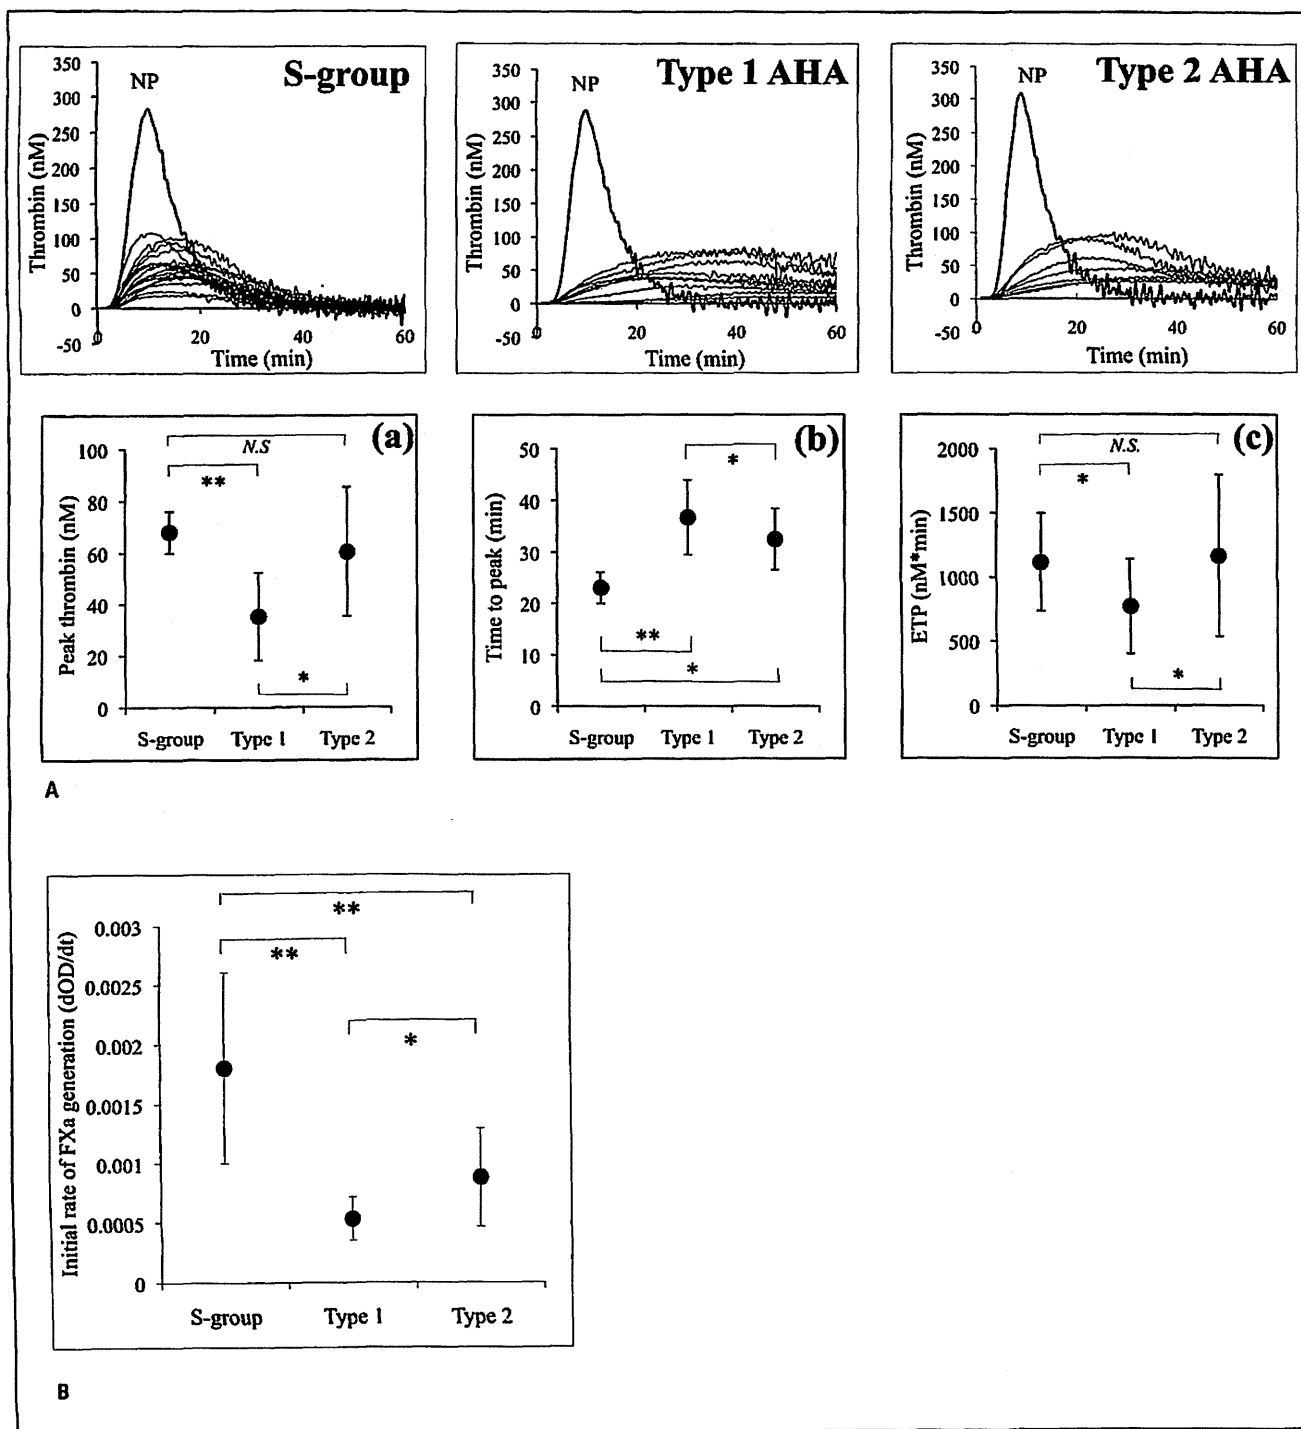 S-group
NP
Thrombin (nM)
350
300
250
200
150
100
50
0
-50
0
20
40
60
Time (min)
Type 1 AHA
NP
Thrombin (nM)
350
300
250
200
150
100
50
0
-50
0
20
40
60
Time (min)
Type 2 AHA
NP
Thrombin (nM)
350
300
250
200
150
100
50
0
-50
0
20
40
60
Time (min)
(a)
N.S
**
*
Peak thrombin (nM)
100
80
60
40
20
0
S-group Type 1 Type 2
(b)
*
**
*
Time to peak (min)
50
40
30
20
10
0
S-group Type 1 Type 2
(c)
N.S.
*
*
ETP (nM*min)
2000
1500
1000
500
0
S-group Type 1 Type 2
A
**
**
*
Initial rate of FXa generation (dOD/dt)
0.003
0.0025
0.002
0.0015
0.001
0.0005
0
S-group Type 1 Type 2
B